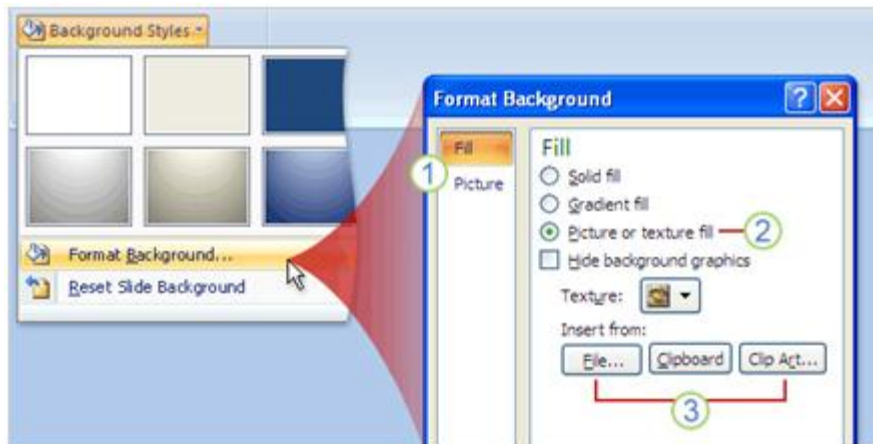 Background Styles
Format Background...
Reset Slide Background
Format Background
?
X
Fill
Picture
1
Fill
Solid fill
Gradient fill
Picture or texture fill
2
Hide background graphics
Texture:
Insert from:
File...
Clipboard
Clip Art...
3